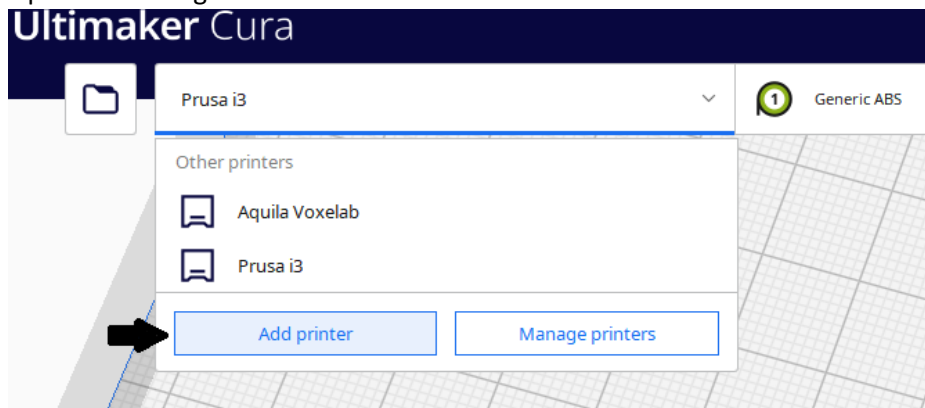 Ultimaker Cura
Prusa i3
1
Generic ABS
Other printers
Aquila Voxelab
Prusa i3
Add printer
Manage printers